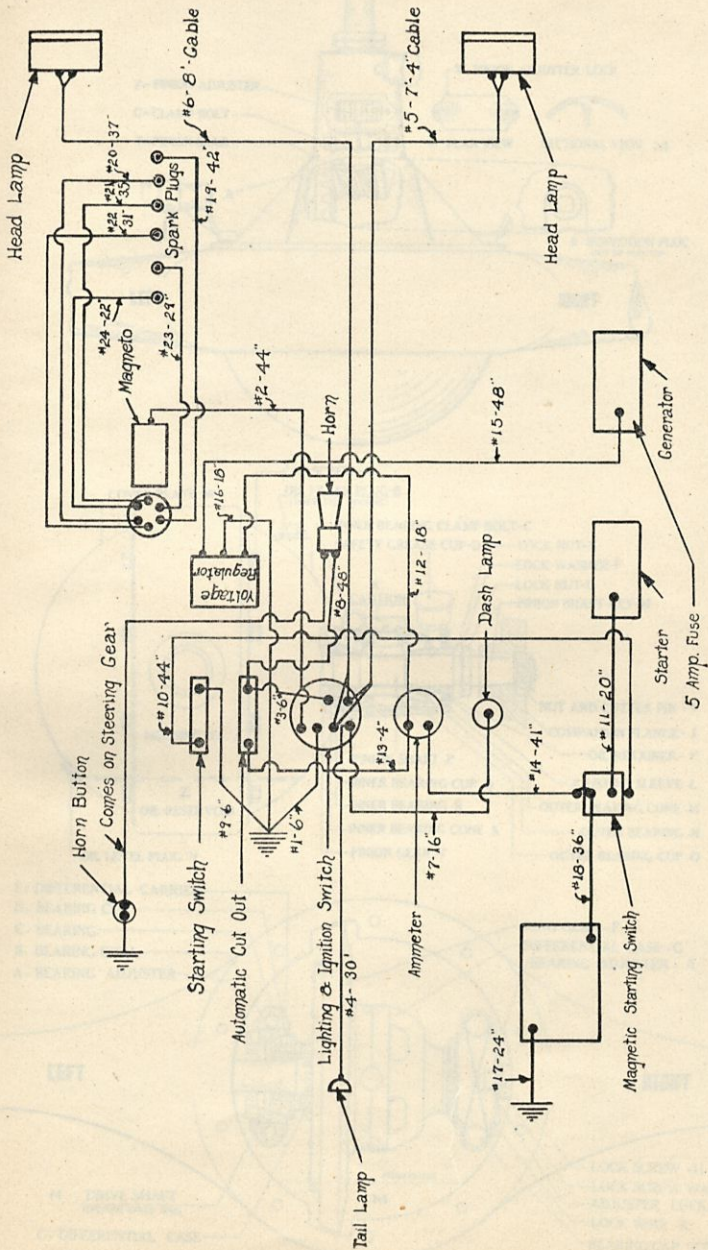 Head Lamp
#6-8'-Cable
#20-37"
#21
35"
#22
31"
Spark Plugs
#19-42"
#24-22"
#23-29"
Magneto
#2-44"
Horn
#16-18"
Voltage
Regulator
#8-48"
#5-7'-4" Cable
Head Lamp
#15-48"
Generator
5 Amp. Fuse
Starter
#12-18"
Dash Lamp
#11-20"
#14-41"
#10-44"
#3-6"
#13-4"
#9-6"
#1-6"
#7-16"
Comes on Steering Gear
Horn Button
Starting Switch
Automatic Cut Out
Lighting & Ignition Switch
#4-30'
Ammeter
Tail Lamp
#18-36"
Magnetic Starting Switch
#17-24"